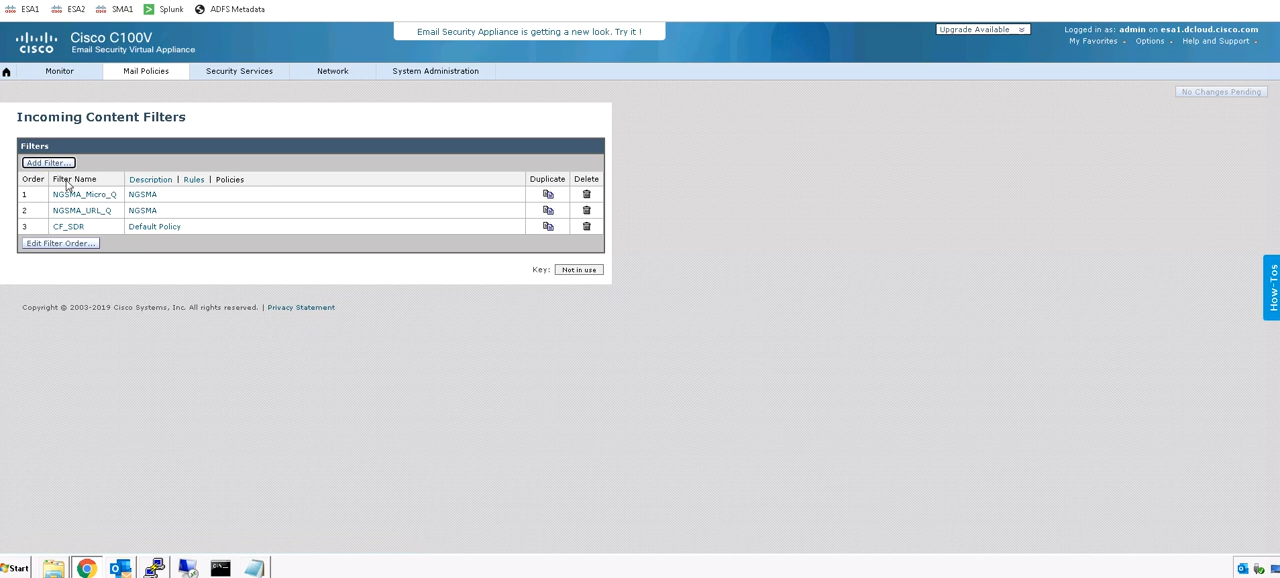 ESA1 ESA2 SMA1 Splunk ADFS Metadata
CISCO
Cisco C100V
Email Security Virtual Appliance
Email Security Appliance is getting a new look. Try it !
Upgrade Available
Logged in as: admin on esa1.dcloud.cisco.com
My Favorites Options Help and Support
Monitor Mail Policies Security Services Network System Administration
No Changes Pending
Incoming Content Filters
Filters
Add Filter...
Order Filter Name Description | Rules | Policies Duplicate Delete
1 NGSMA_Micro_Q NGSMA
2 NGSMA_URL_Q NGSMA
3 CF_SDR Default Policy
Edit Filter Order...
Key: Not in use
How-Tos
Copyright © 2003-2019 Cisco Systems, Inc. All rights reserved. | Privacy Statement
Start